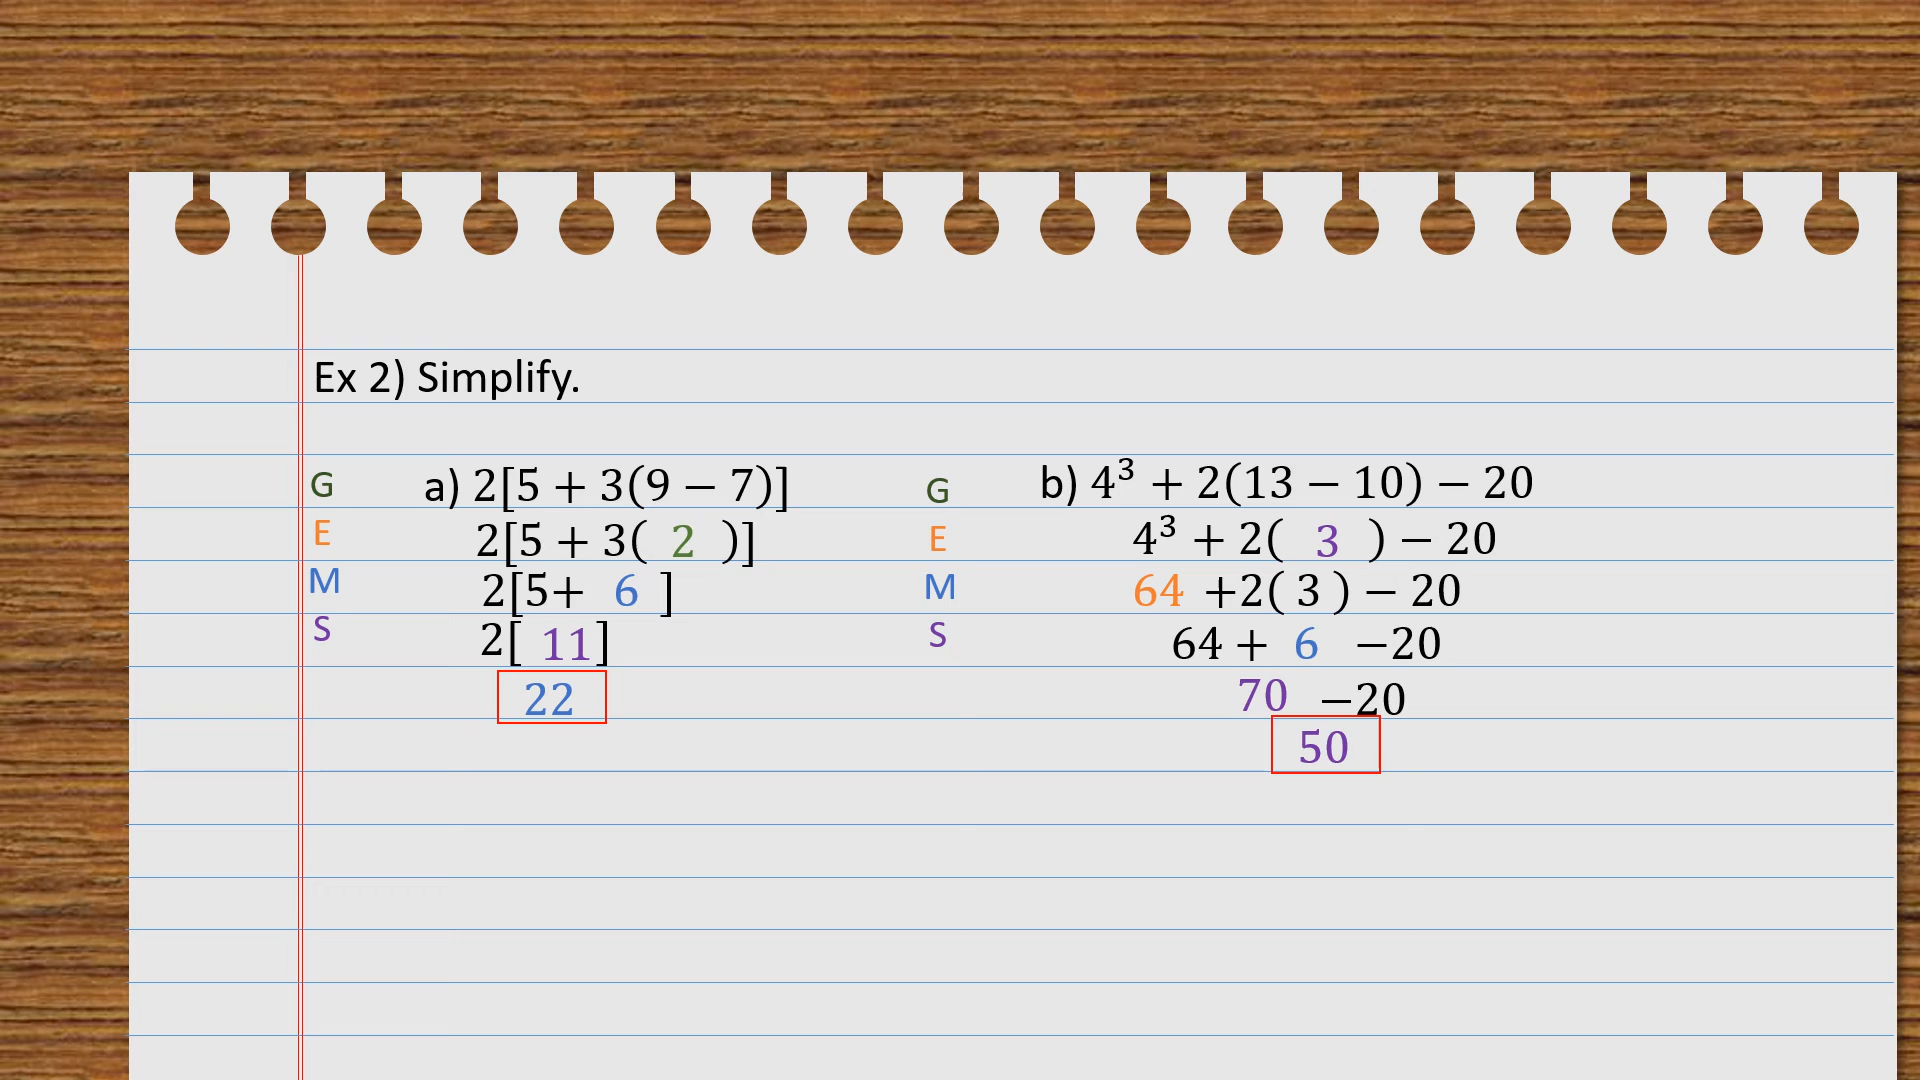 Ex 2) Simplify.
G
E
M
S
a) 2[5 + 3(9 − 7)]
2[5 + 3( 2 )]
2[5+ 6 ]
2[ 11]
22
G
E
M
S
b) 4³ + 2(13 − 10) − 20
4³ + 2( 3 ) − 20
64 +2( 3 ) − 20
64 + 6 −20
70 −20
50